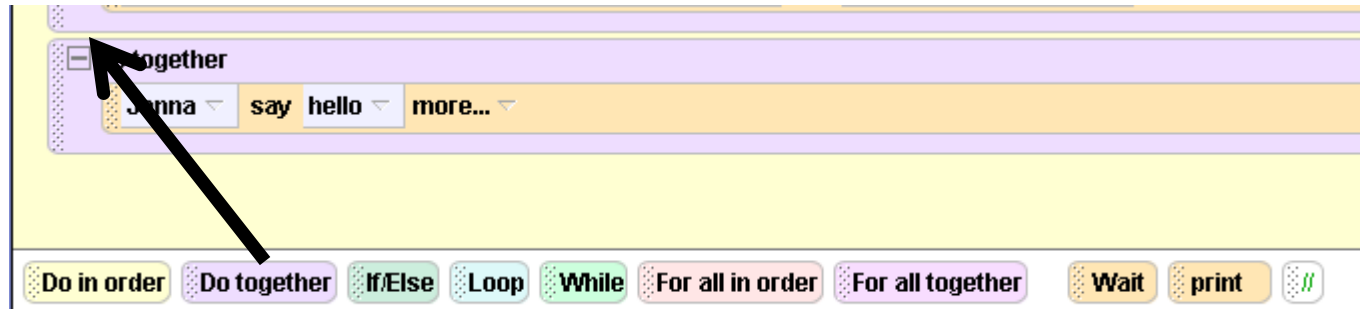 together
Jenna say hello more...
Do in order Do together If/Else Loop While For all in order For all together Wait print //